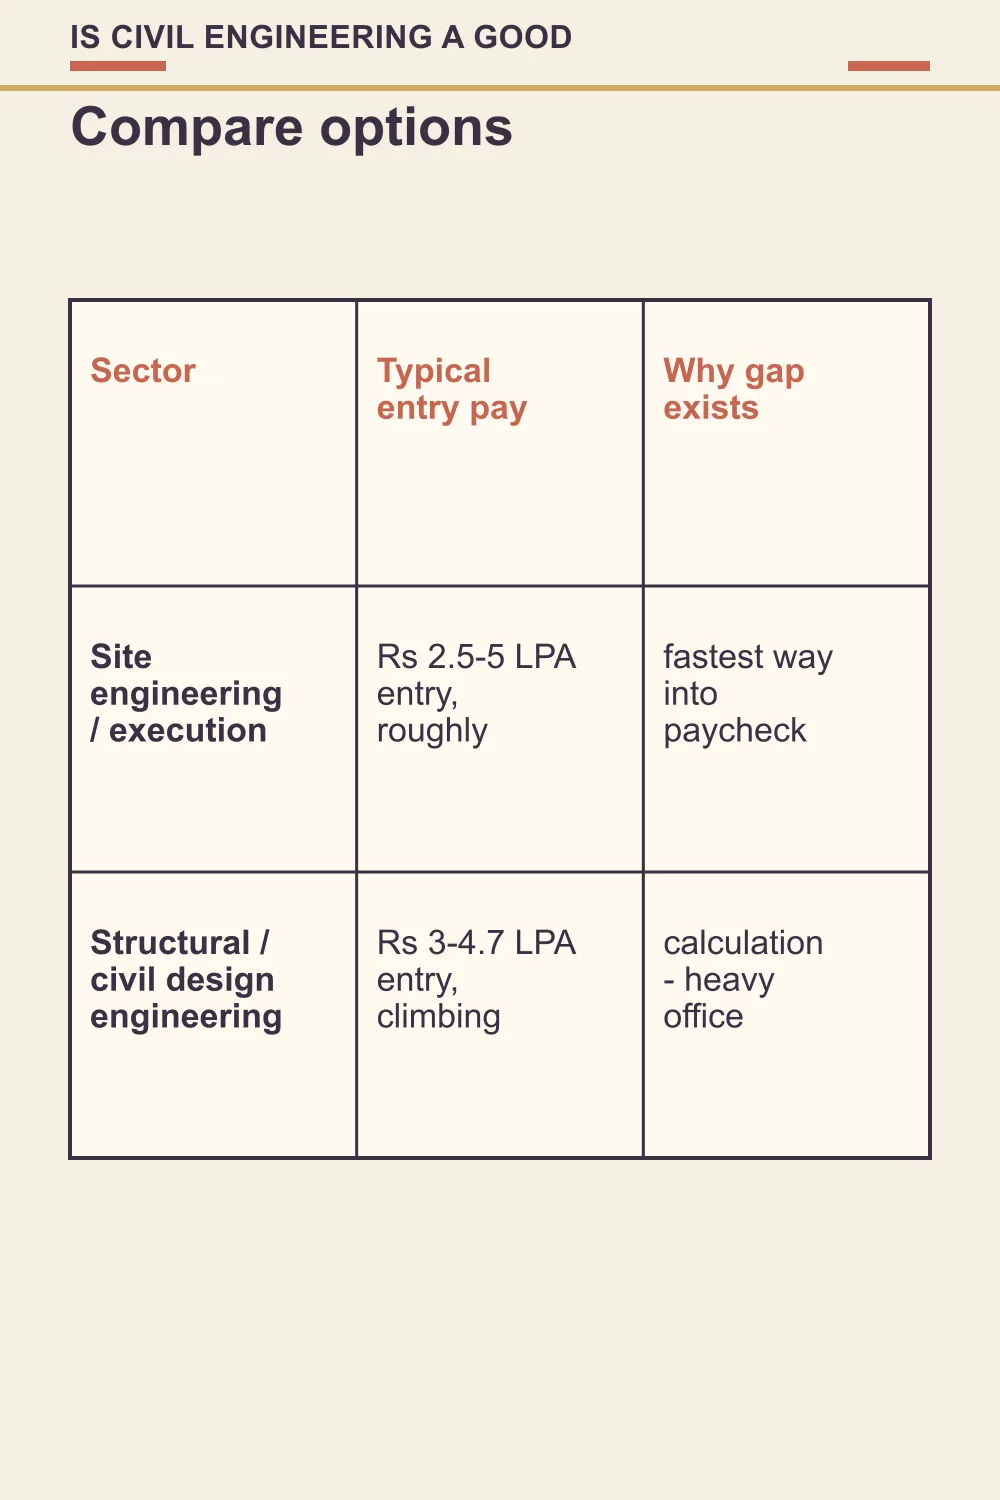 IS CIVIL ENGINEERING A GOOD
Compare options
Sector
Typical
entry pay
Why gap
exists
Site
engineering
/ execution
Rs 2.5-5 LPA
entry,
roughly
fastest way
into
paycheck
Structural /
civil design
engineering
Rs 3-4.7 LPA
entry,
climbing
calculation
- heavy
office